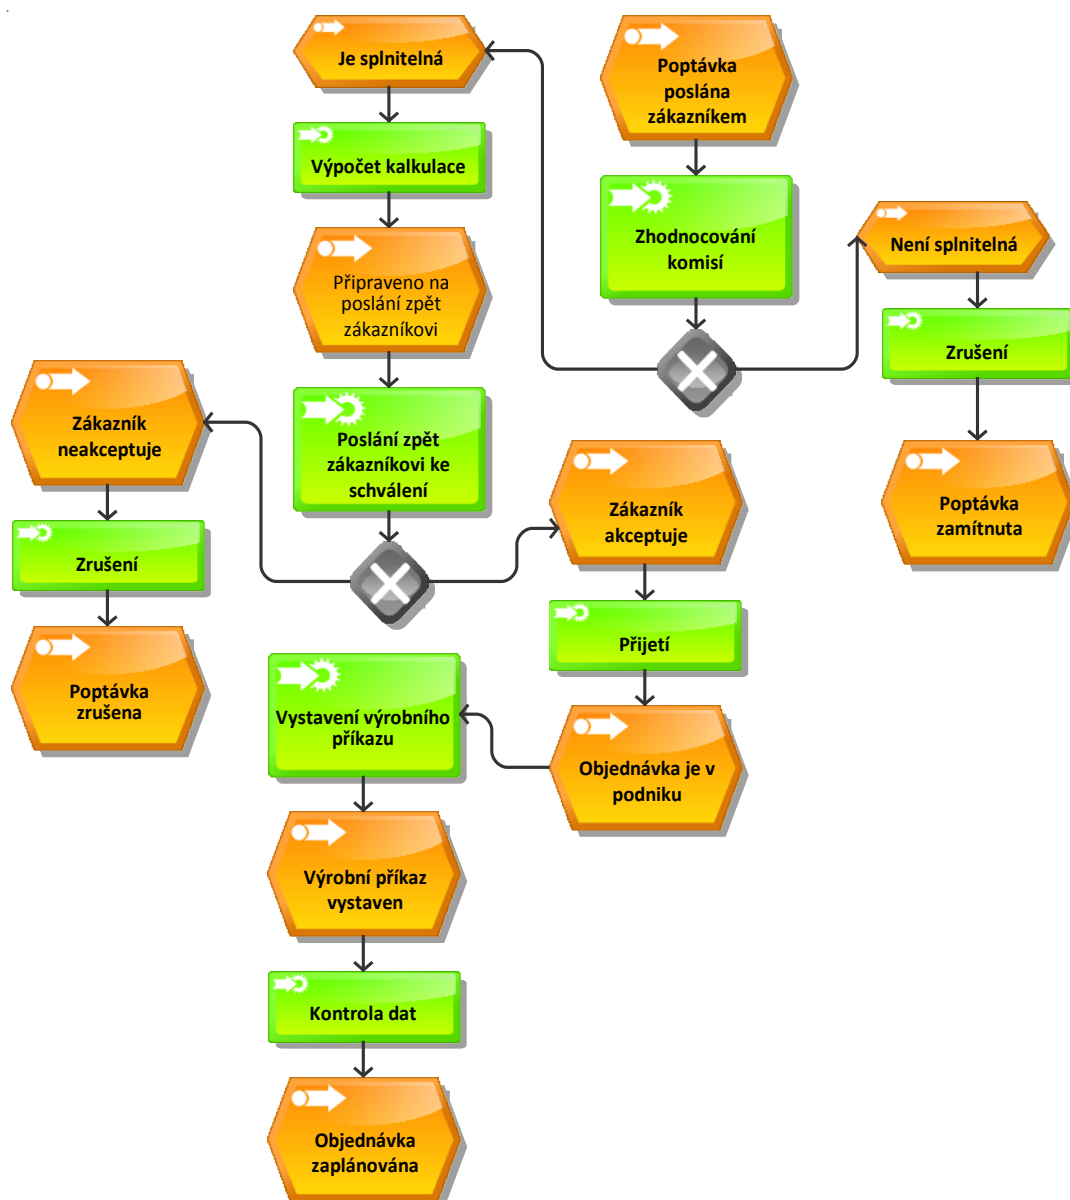 Je splnitelná
Poptávka
poslána
zákazníkem
Výpočet kalkulace
Zhodnocování
komisí
Není splnitelná
Připraveno na
poslání zpět
zákazníkovi
Zrušení
Zákazník
neakceptuje
Poslání zpět
zákazníkovi ke
schválení
Zákazník
akceptuje
Poptávka
zamítnuta
Zrušení
Přijetí
Poptávka
zrušena
Vystavení výrobního
příkazu
Objednávka je v
podniku
Výrobní příkaz
vystaven
Kontrola dat
Objednávka
zaplánována